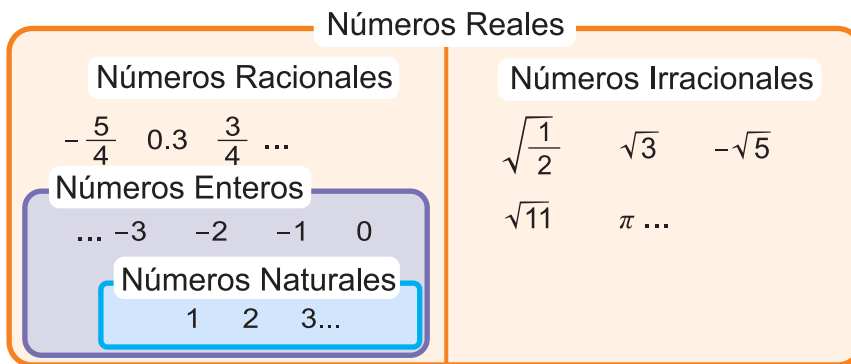 Números Reales
Números Racionales
-5/4 0.3 3/4 ...
Números Enteros
... -3 -2 -1 0
Números Naturales
1 2 3...
Números Irracionales
√(1/2) √3 -√5
√11 π ...